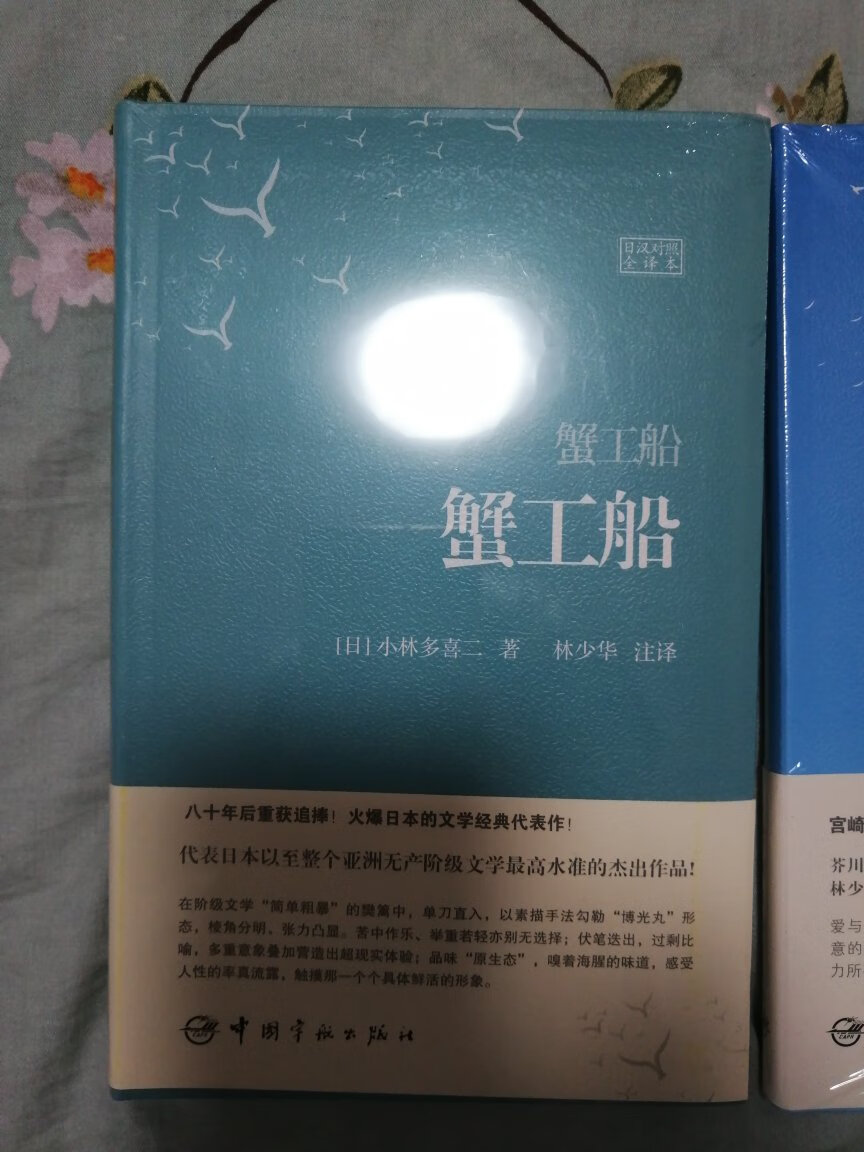 日汉对照
全译本
蟹工船
蟹工船
[日]小林多喜二 著 林少华 注译
八十年后重获追捧！火爆日本的文学经典代表作！
代表日本以至整个亚洲无产阶级文学最高水准的杰出作品！
在阶级文学“简单粗暴”的樊篱中，单刀直入，以素描手法勾勒“博光丸”形
态，棱角分明，张力凸显。苦中作乐、举重若轻亦别无选择；伏笔迭出，过剩比
喻，多重意象叠加营造出超现实体验；品味“原生态”，嗅着海腥的味道，感受
人性的率真流露，触摸那一个个具体鲜活的形象。
中国宇航出版社
宫崎
芥川
林少
爱与
意的
力所